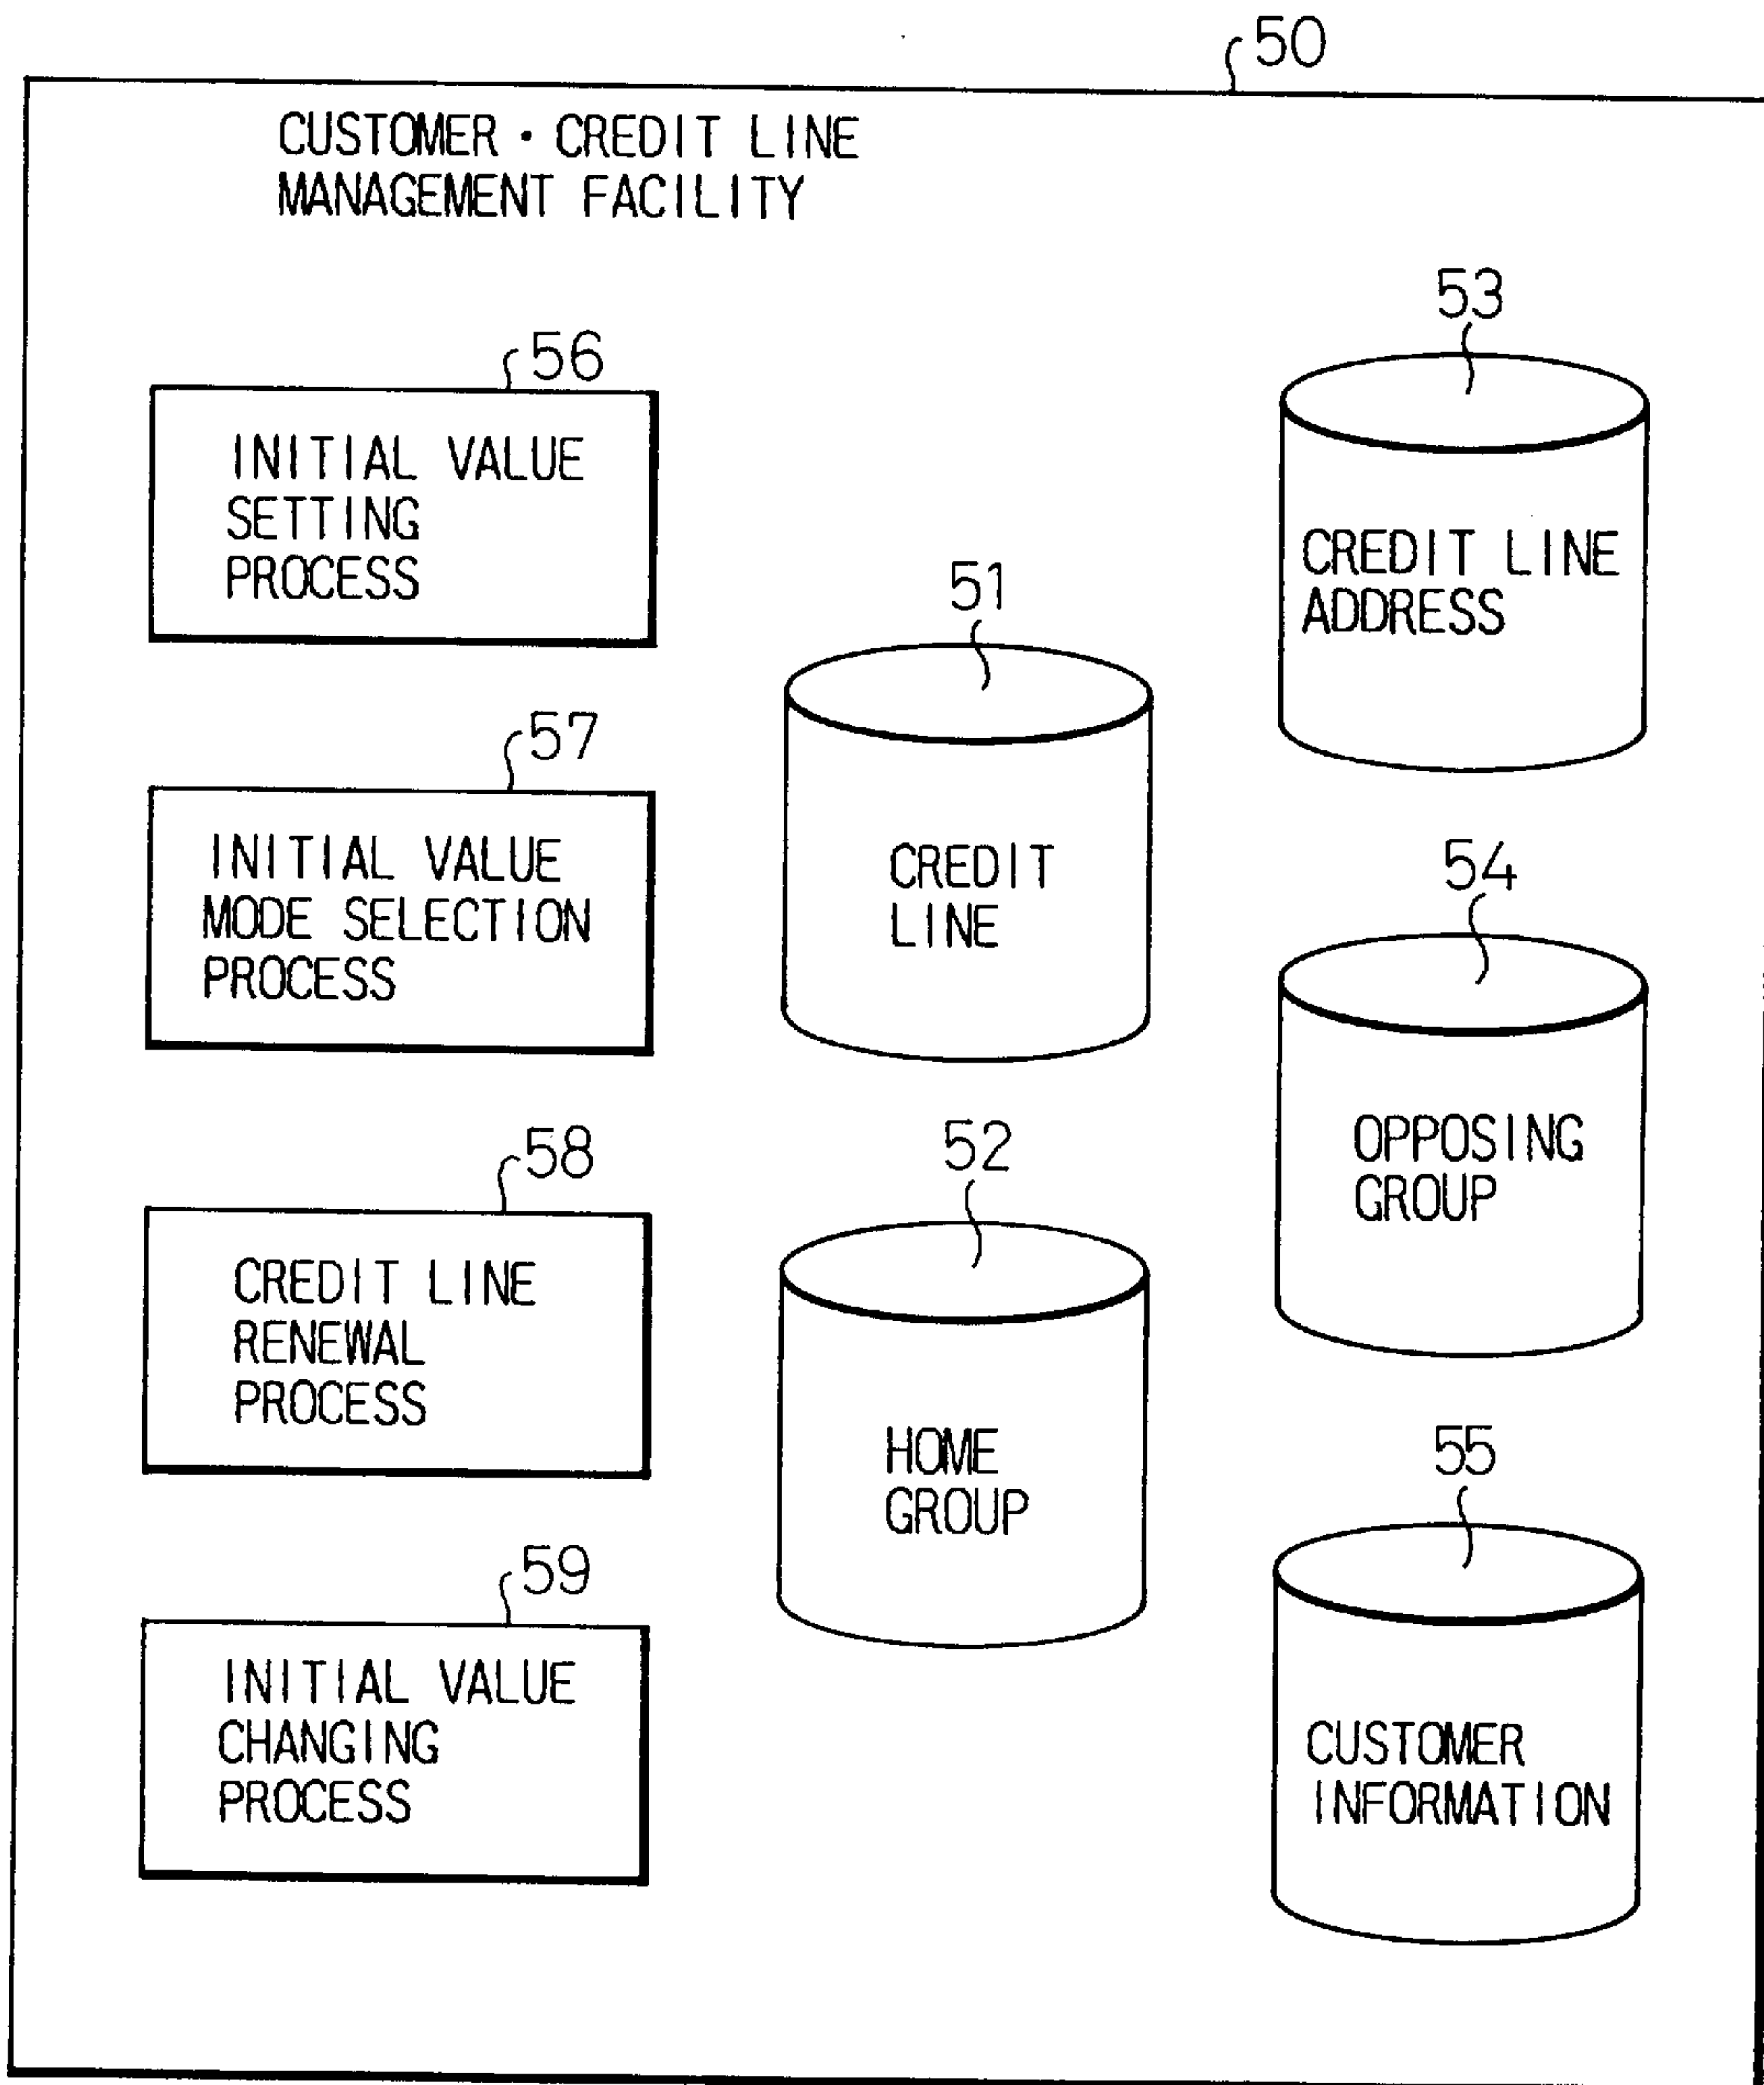 50
CUSTOMER・CREDIT LINE
MANAGEMENT FACILITY
56
INITIAL VALUE
SETTING
PROCESS
57
INITIAL VALUE
MODE SELECTION
PROCESS
58
CREDIT LINE
RENEWAL
PROCESS
59
INITIAL VALUE
CHANGING
PROCESS
51
CREDIT
LINE
52
HOME
GROUP
53
CREDIT LINE
ADDRESS
54
OPPOSING
GROUP
55
CUSTOMER
INFORMATION